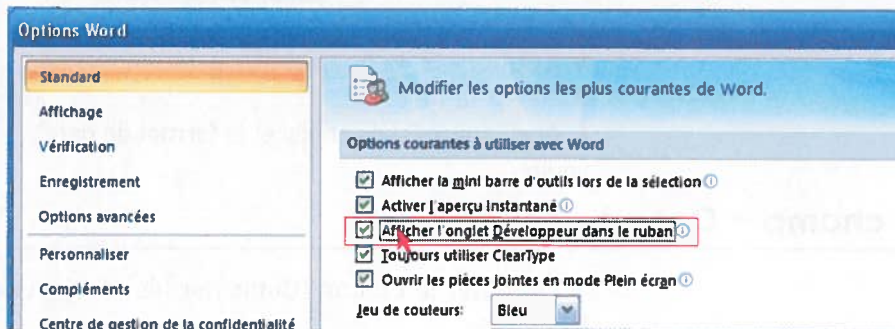 Options Word
Standard
Affichage
Vérification
Enregistrement
Options avancées
Personnaliser
Compléments
Centre de gestion de la confidentialité
Modifier les options les plus courantes de Word.
Options courantes à utiliser avec Word
Afficher la mini barre d'outils lors de la sélection
Activer l'aperçu instantané
Afficher l'onglet Développeur dans le ruban
Toujours utiliser ClearType
Ouvrir les pièces jointes en mode Plein écran
Jeu de couleurs: Bleu